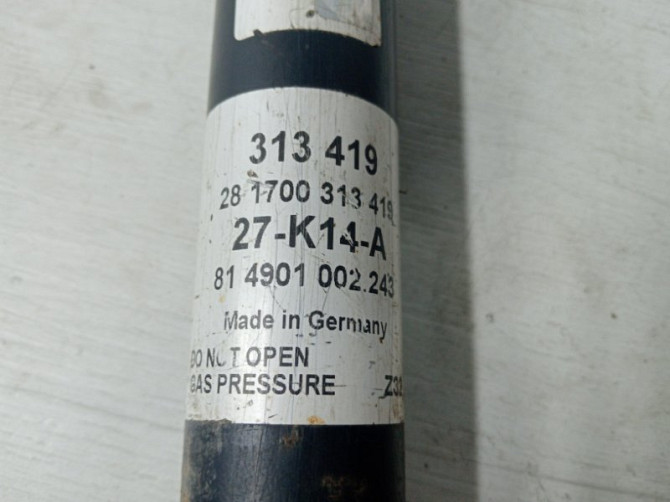 313 419
28 1700 313 419
27-K14-A
81 4901 002.243
Made in Germany
DO NOT OPEN
GAS PRESSURE